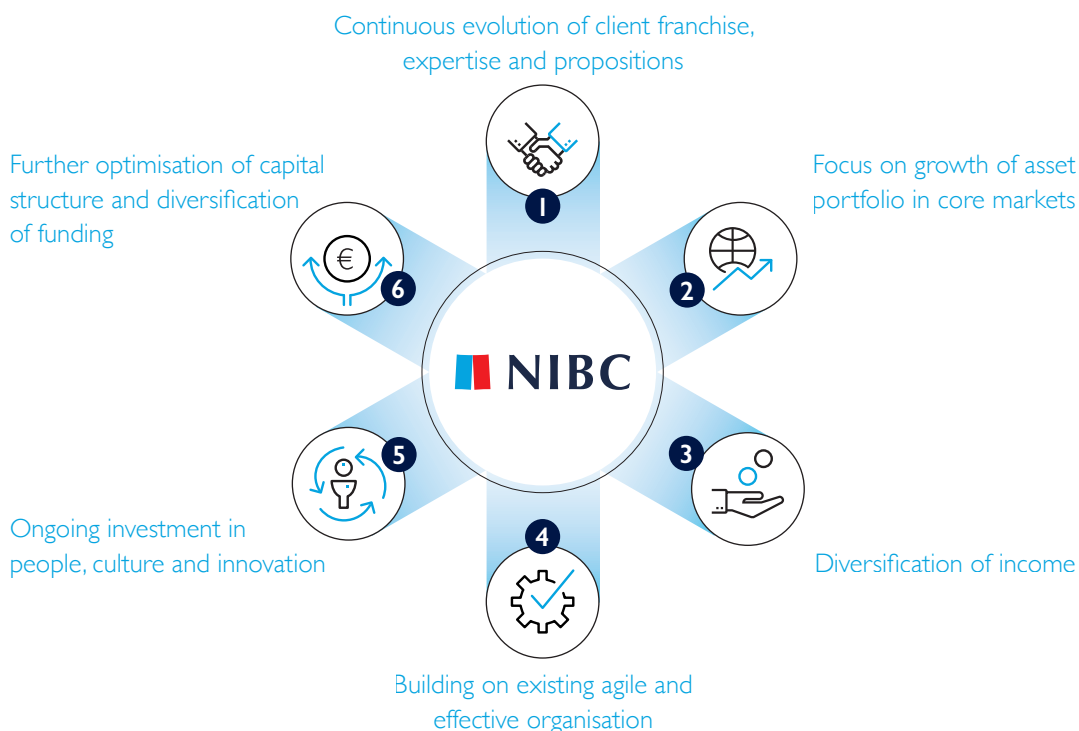 Continuous evolution of client franchise,
expertise and propositions
1
Focus on growth of asset
portfolio in core markets
2
Diversification of income
3
Building on existing agile and
effective organisation
4
Ongoing investment in
people, culture and innovation
5
Further optimisation of capital
structure and diversification
of funding
€
6
NIBC